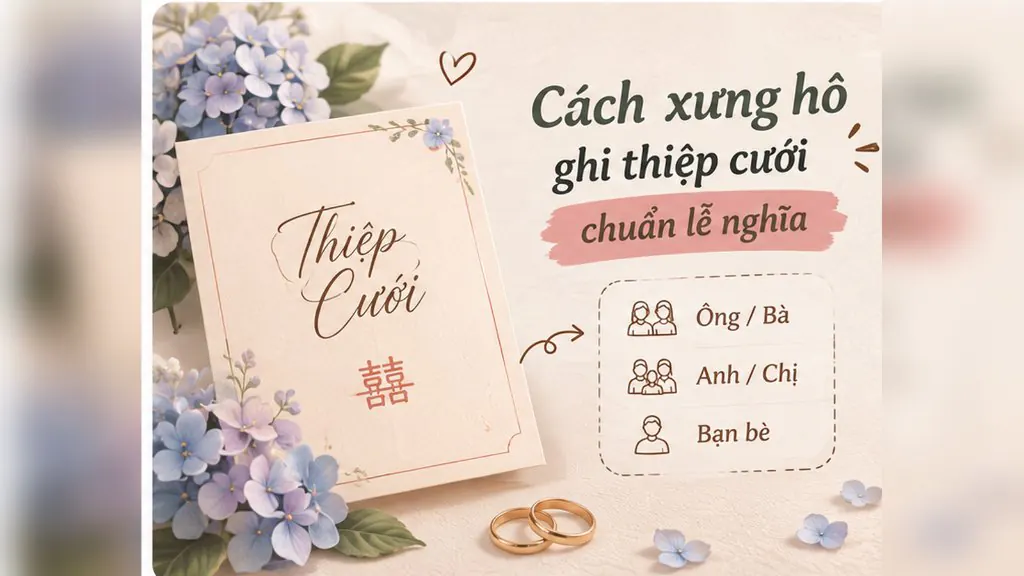 Thiệp
Cưới
囍
Cách xưng hô
ghi thiệp cưới
chuẩn lễ nghĩa
Ông / Bà
Anh / Chị
Bạn bè